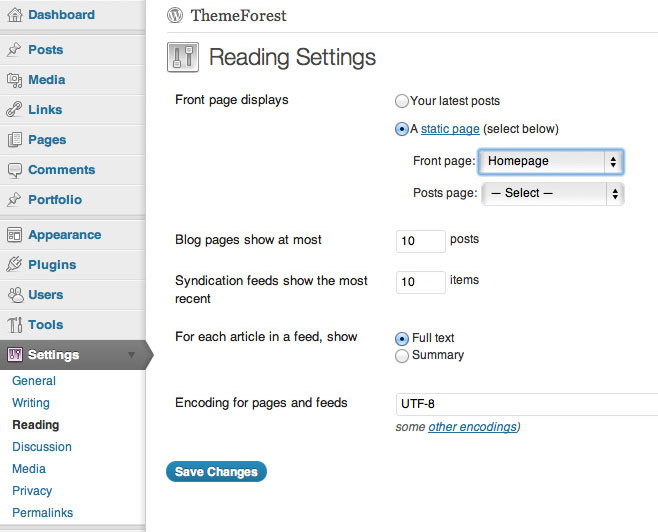 Dashboard
Posts
Media
Links
Pages
Comments
Portfolio
Appearance
Plugins
Users
Tools
Settings
General
Writing
Reading
Discussion
Media
Privacy
Permalinks
ThemeForest
Reading Settings
Front page displays
Your latest posts
A static page (select below)
Front page: Homepage
Posts page: — Select —
Blog pages show at most 10 posts
Syndication feeds show the most recent 10 items
For each article in a feed, show
Full text
Summary
Encoding for pages and feeds UTF-8
some other encodings)
Save Changes